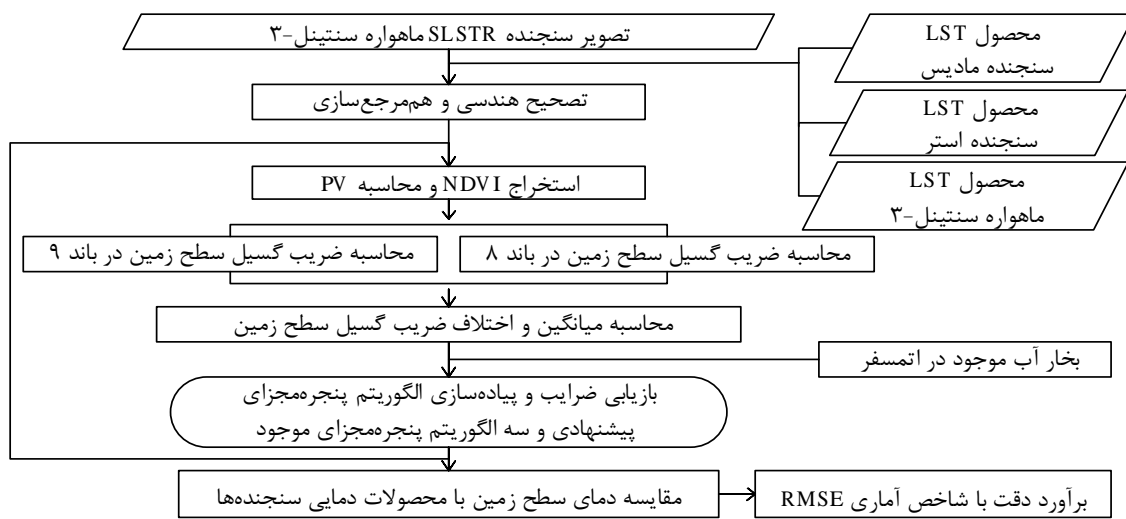 تصویر سنجنده SLSTR ماهواره سنتینل-۳
محصول LST
سنجنده مادیس
تصحیح هندسی و هم‌مرجع‌سازی
محصول LST
سنجنده استر
استخراج NDVI و محاسبه PV
محصول LST
ماهواره سنتینل-۳
محاسبه ضریب گسیل سطح زمین در باند ۸
محاسبه ضریب گسیل سطح زمین در باند ۹
محاسبه میانگین و اختلاف ضریب گسیل سطح زمین
بخار آب موجود در اتمسفر
بازیابی ضرایب و پیاده‌سازی الگوریتم پنجره‌مجزای
پیشنهادی و سه الگوریتم پنجره‌مجزای موجود
مقایسه دمای سطح زمین با محصولات دمایی سنجنده‌ها
برآورد دقت با شاخص آماری RMSE